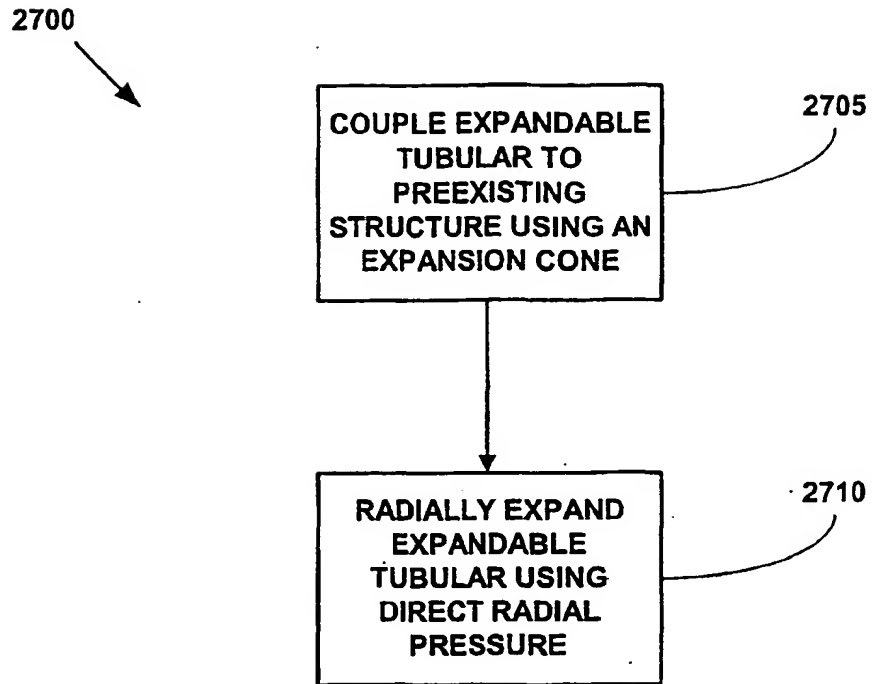 2700
COUPLE EXPANDABLE
TUBULAR TO
PREEXISTING
STRUCTURE USING AN
EXPANSION CONE
2705
RADIALLY EXPAND
EXPANDABLE
TUBULAR USING
DIRECT RADIAL
PRESSURE
2710